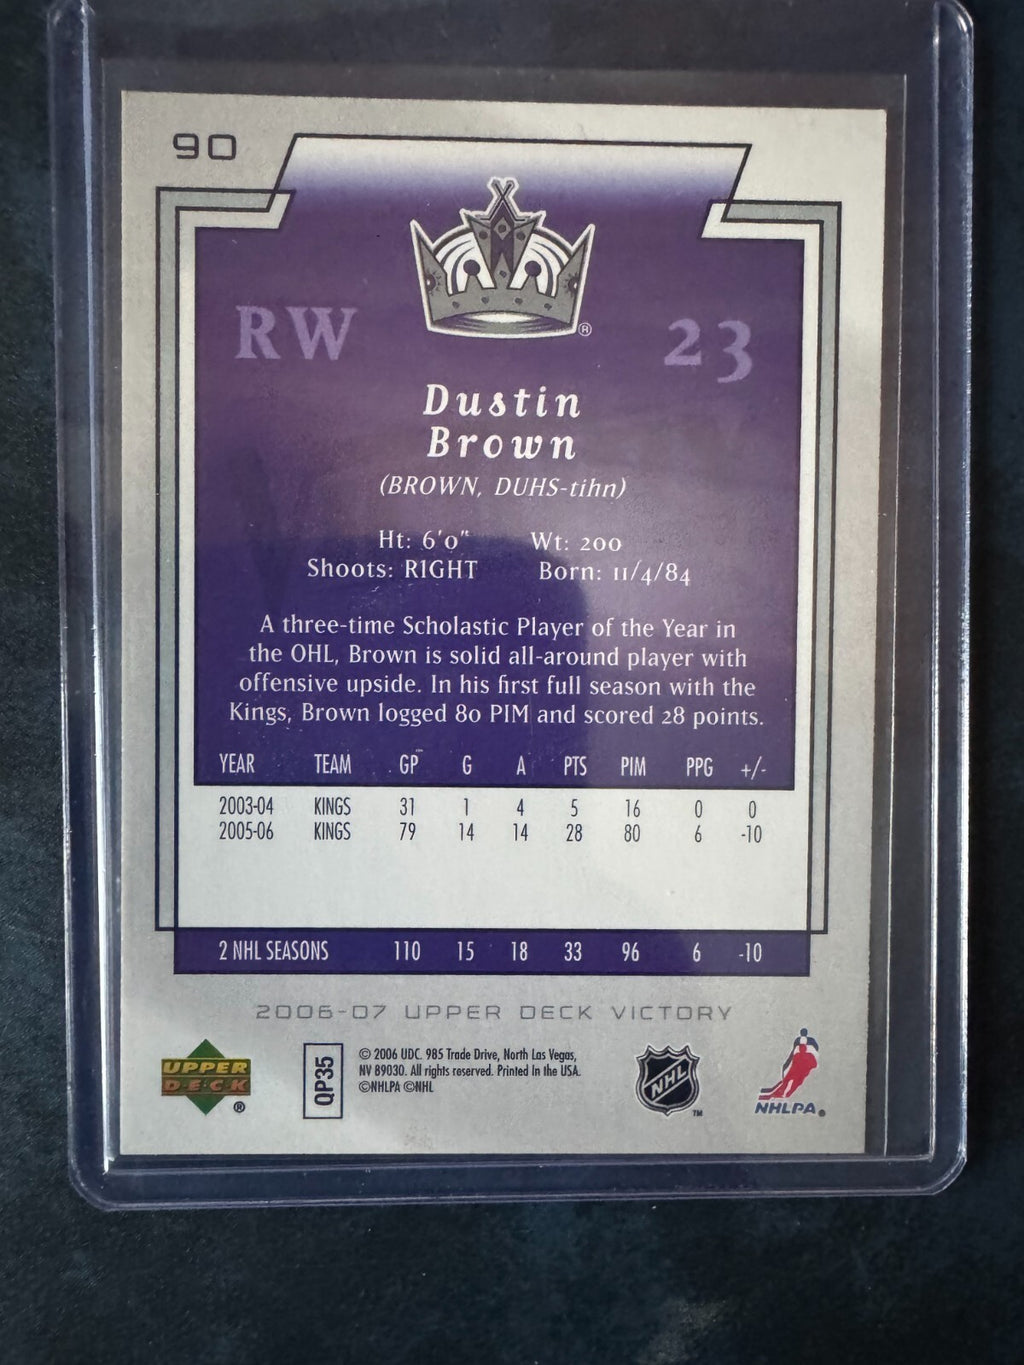 90
RW
23
®
Dustin
Brown
(BROWN, DUHS-tihn)
Ht: 6'0" Wt: 200
Shoots: RIGHT Born: 11/4/84
A three-time Scholastic Player of the Year in
the OHL, Brown is solid all-around player with
offensive upside. In his first full season with the
Kings, Brown logged 80 PIM and scored 28 points.
YEAR TEAM GP G A PTS PIM PPG +/-
2003-04 KINGS 31 1 4 5 16 0 0
2005-06 KINGS 79 14 14 28 80 6 -10
2 NHL SEASONS 110 15 18 33 96 6 -10
2006-07 UPPER DECK VICTORY
UPPER
DECK
®
QP35
© 2006 UDC. 985 Trade Drive, North Las Vegas,
NV 89030. All rights reserved. Printed In the USA.
©NHLPA ©NHL
NHL
TM
NHLPA®